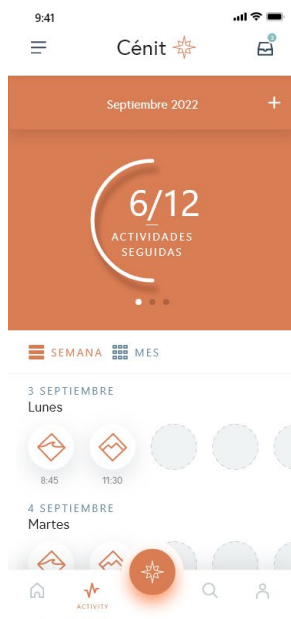 9:41
Cénit
3
Septiembre 2022
+
6/12
ACTIVIDADES
SEGUIDAS
SEMANA MES
3 SEPTIEMBRE
Lunes
8:45 11:30
4 SEPTIEMBRE
Martes
ACTIVITY